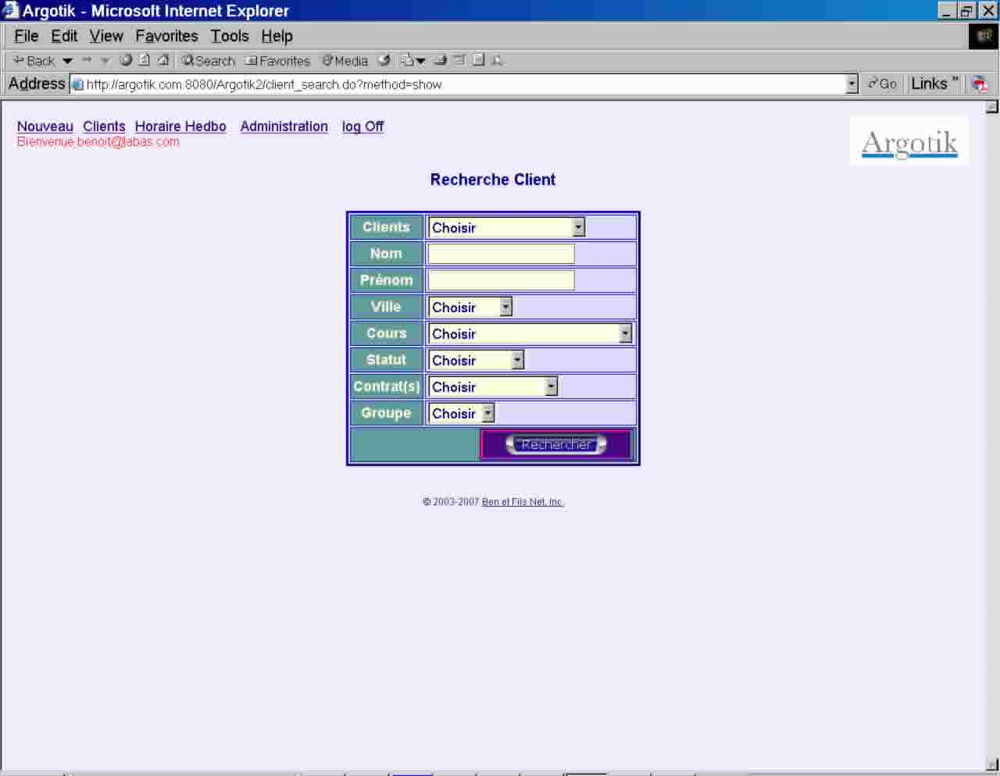 Argotik - Microsoft Internet Explorer
File Edit View Favorites Tools Help
Back Search Favorites Media
Address http://argotik.com:8080/Argotik2/client_search.do?method=show Go Links »
Nouveau Clients Horaire Hedbo Administration log Off
Bienvenue benoit@labas.com
Argotik
Recherche Client
Clients Choisir
Nom
Prénom
Ville Choisir
Cours Choisir
Statut Choisir
Contrat(s) Choisir
Groupe Choisir
Rechercher
© 2003-2007 Ben et Fils Net, Inc.